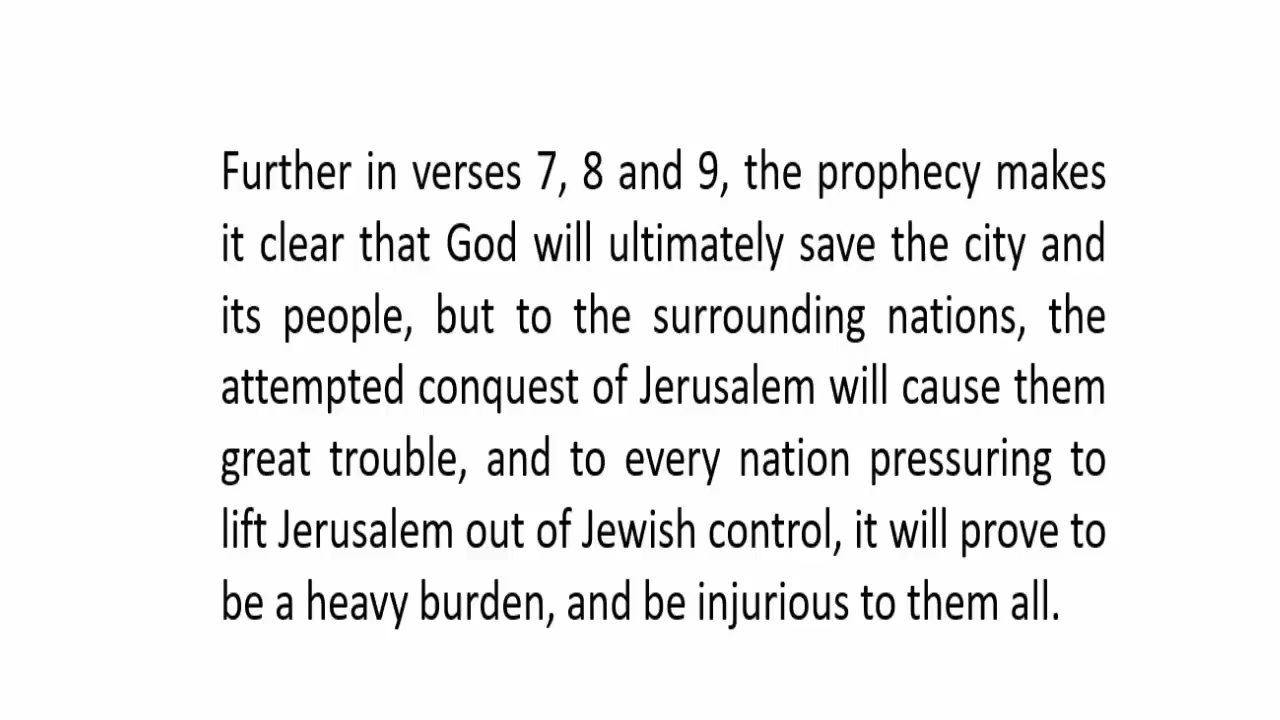 Further in verses 7, 8 and 9, the prophecy makes
it clear that God will ultimately save the city and
its people, but to the surrounding nations, the
attempted conquest of Jerusalem will cause them
great trouble, and to every nation pressuring to
lift Jerusalem out of Jewish control, it will prove to
be a heavy burden, and be injurious to them all.